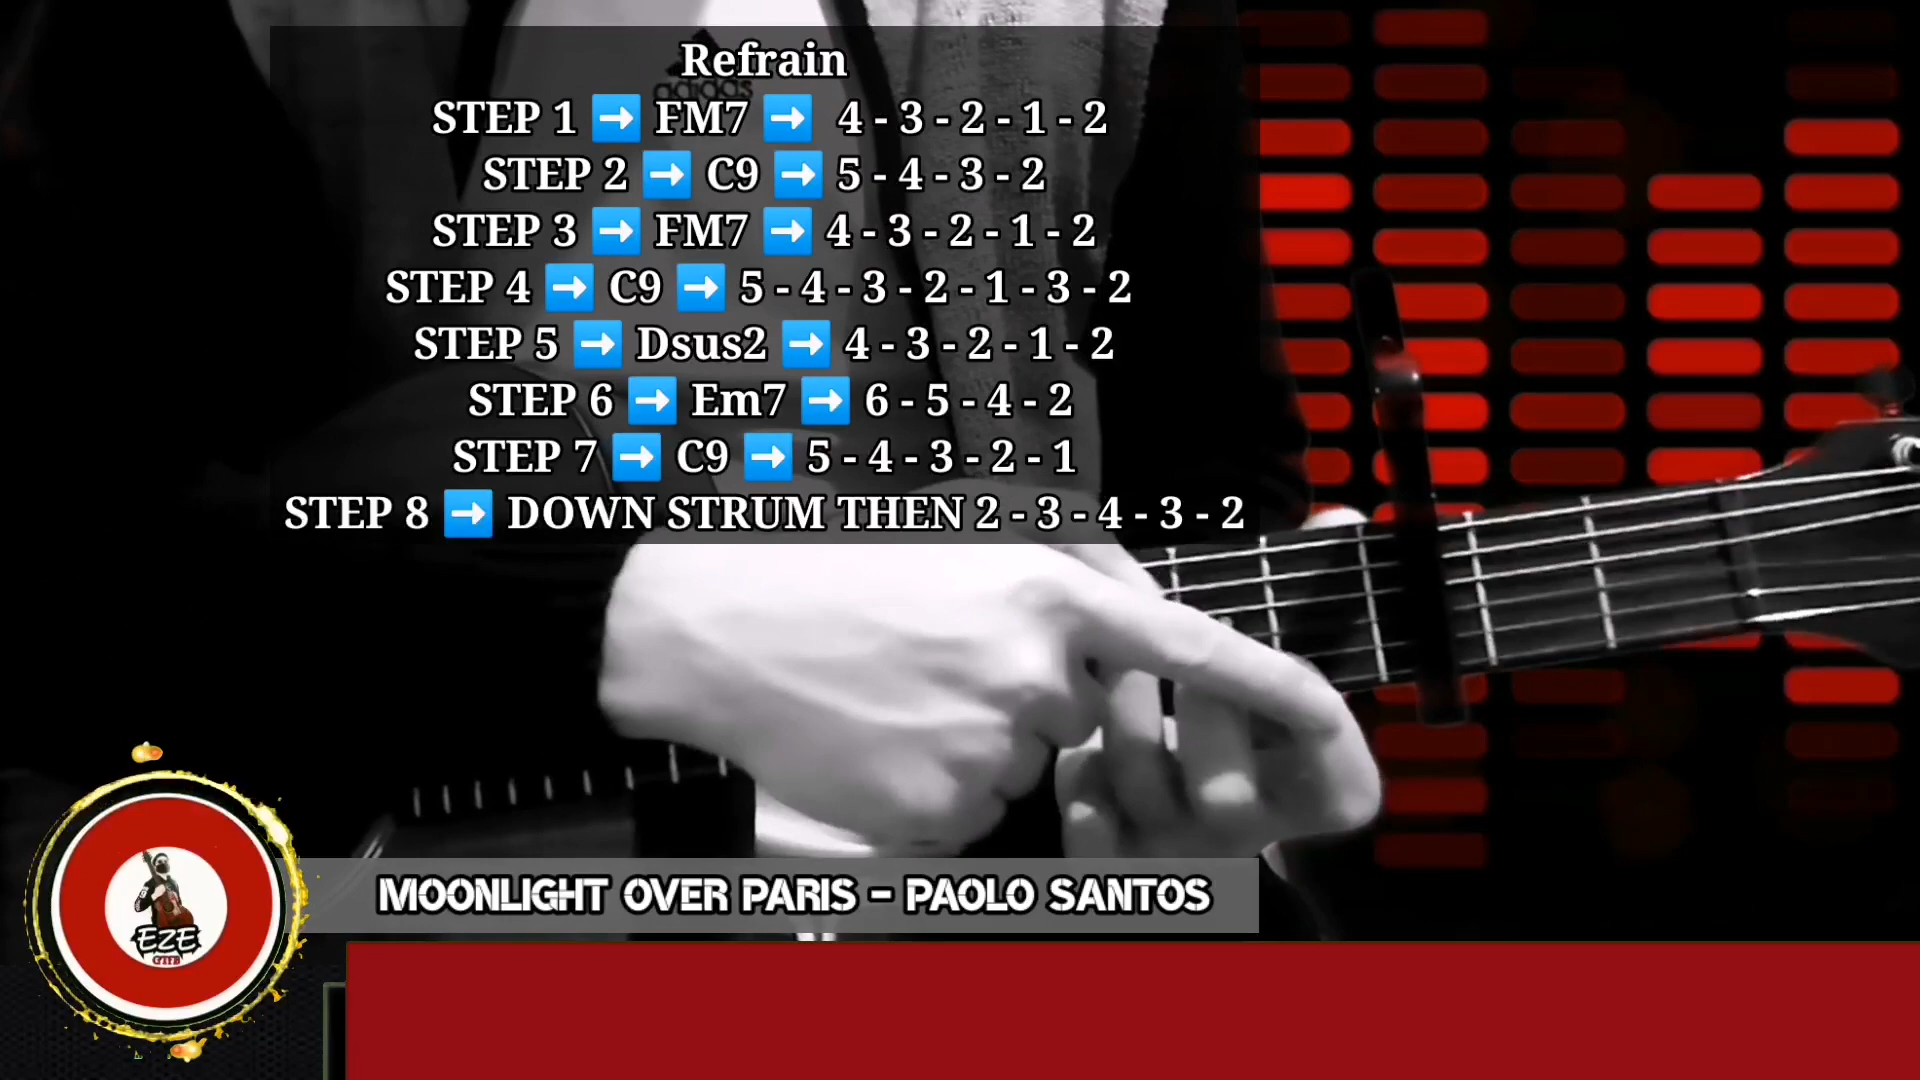 Refrain
adidas
STEP 1 ➡ FM7 ➡ 4 - 3 - 2 - 1 - 2
STEP 2 ➡ C9 ➡ 5 - 4 - 3 - 2
STEP 3 ➡ FM7 ➡ 4 - 3 - 2 - 1 - 2
STEP 4 ➡ C9 ➡ 5 - 4 - 3 - 2 - 1 - 3 - 2
STEP 5 ➡ Dsus2 ➡ 4 - 3 - 2 - 1 - 2
STEP 6 ➡ Em7 ➡ 6 - 5 - 4 - 2
STEP 7 ➡ C9 ➡ 5 - 4 - 3 - 2 - 1
STEP 8 ➡ DOWN STRUM THEN 2 - 3 - 4 - 3 - 2
MOONLIGHT OVER PARIS - PAOLO SANTOS
EZE